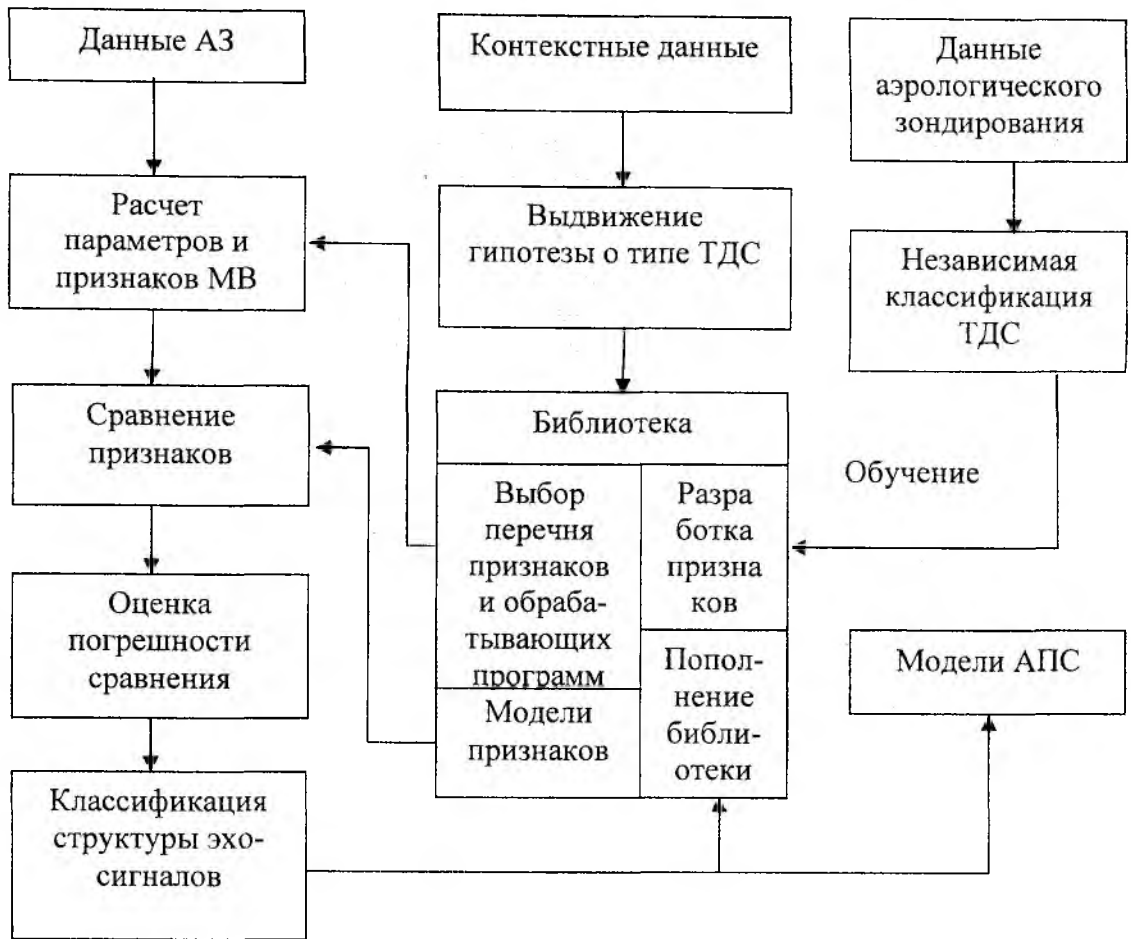 Данные АЗ
Контекстные данные
Данные
аэрологического
зондирования
Расчет
параметров и
признаков МВ
Выдвижение
гипотезы о типе ТДС
Независимая
классификация
ТДС
Сравнение
признаков
Библиотека
Выбор
перечня
признаков
и обраба-
тывающих
программ
Разра
ботка
призна
ков
Обучение
Оценка
погрешности
сравнения
Модели
признаков
Попол-
нение
библи-
отеки
Модели АПС
Классификация
структуры эхо-
сигналов